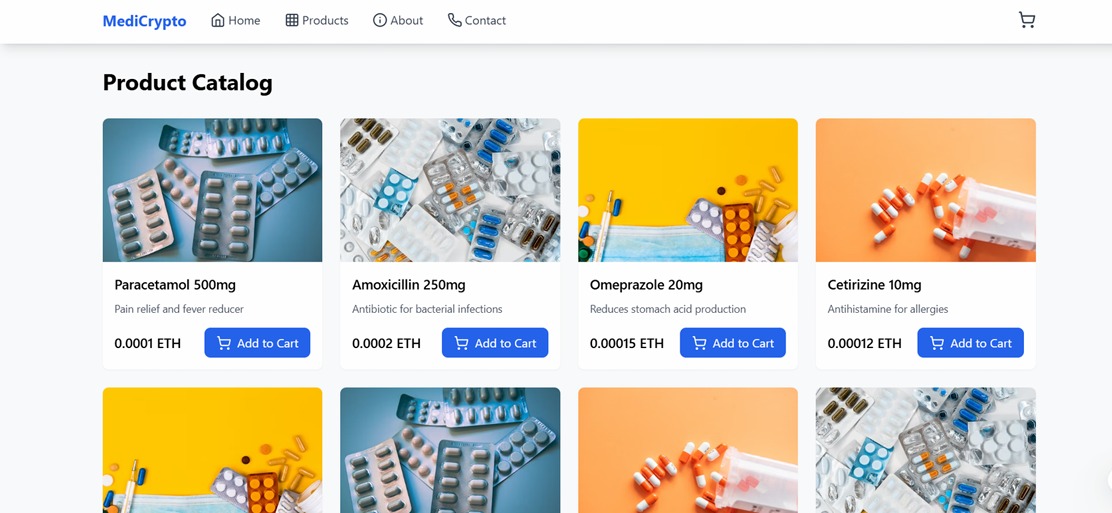 MediCrypto Home Products About Contact
Product Catalog
Paracetamol 500mg
Pain relief and fever reducer
0.0001 ETH Add to Cart
Amoxicillin 250mg
Antibiotic for bacterial infections
0.0002 ETH Add to Cart
Omeprazole 20mg
Reduces stomach acid production
0.00015 ETH Add to Cart
Cetirizine 10mg
Antihistamine for allergies
0.00012 ETH Add to Cart